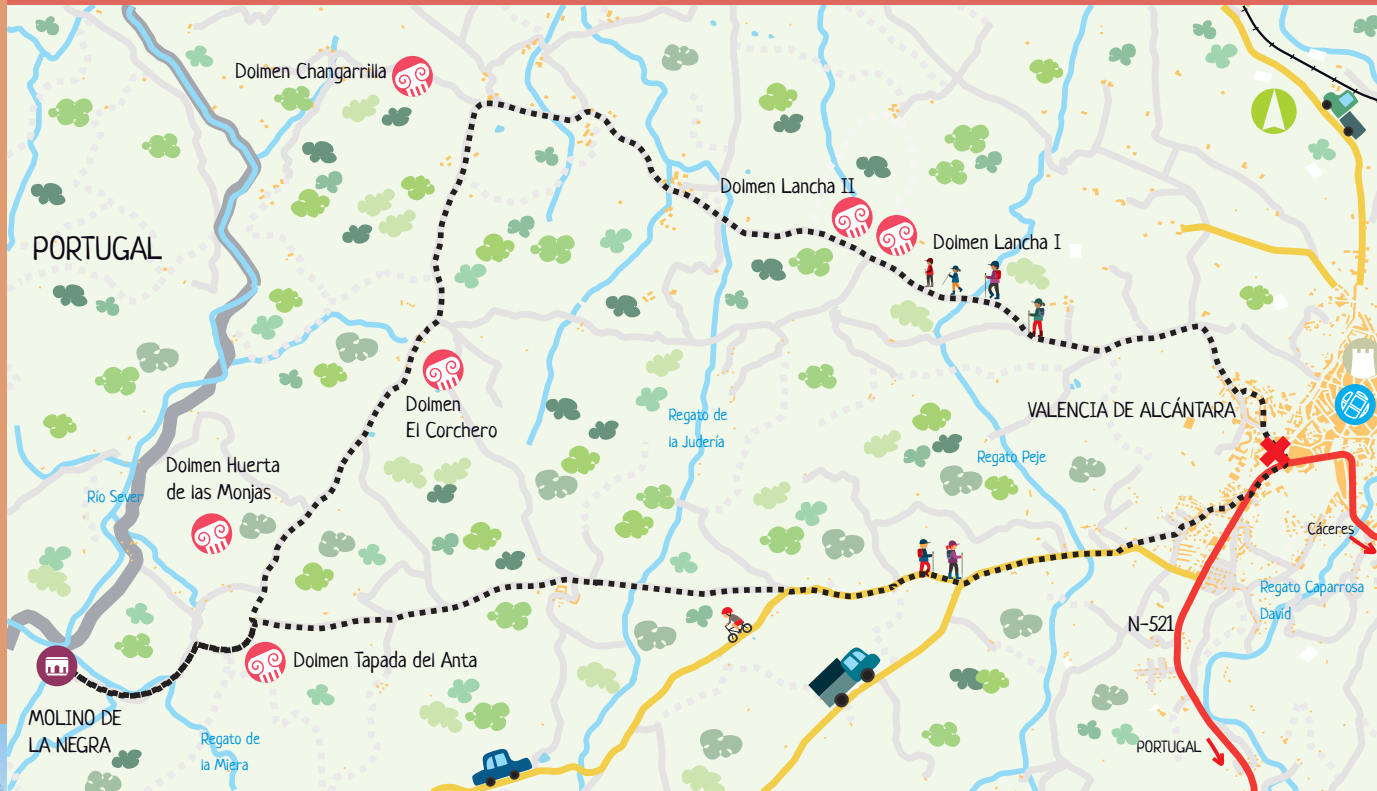 Dolmen Changarrilla
Dolmen Lancha II
PORTUGAL
Dolmen Lancha I
Dolmen
El Corchero
VALENCIA DE ALCÁNTARA
Regato de
la Judería
Regato Peje
Dolmen Huerta
de las Monjas
Río Sever
Cáceres
Regato Caparrosa
David
N-521
Dolmen Tapada del Anta
MOLINO DE
LA NEGRA
Regato de
la Miera
PORTUGAL